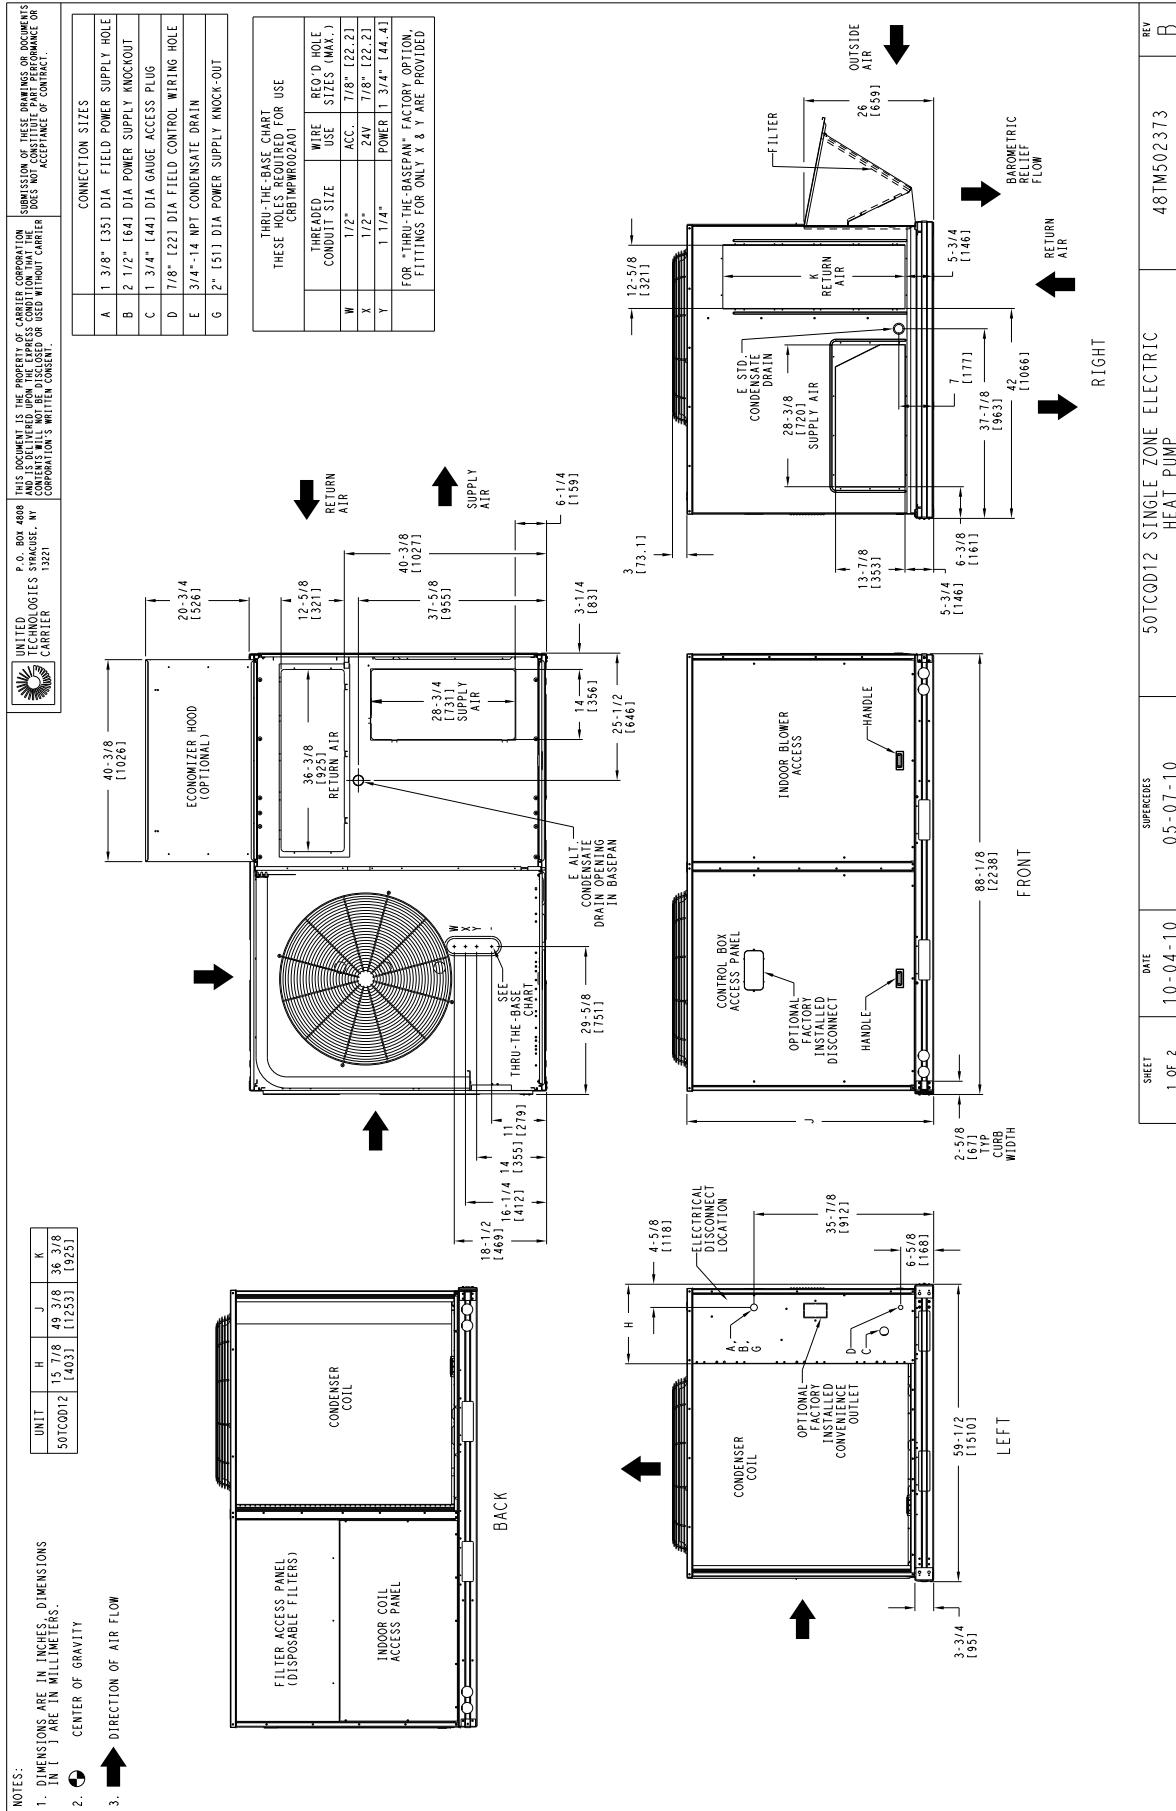 NOTES:
1. DIMENSIONS ARE IN INCHES, DIMENSIONS
IN [ ] ARE IN MILLIMETERS.
2. CENTER OF GRAVITY
3. DIRECTION OF AIR FLOW
UNIT H J K
50TCQD12 15 7/8 [403] 49 3/8 [1253] 36 3/8 [925]
UNITED
TECHNOLOGIES
CARRIER
P.O. BOX 4808
SYRACUSE, NY
13221
THIS DOCUMENT IS THE PROPERTY OF CARRIER CORPORATION
AND IS DELIVERED UPON THE EXPRESS CONDITION THAT THE
CONTENTS WILL NOT BE DISCLOSED OR USED WITHOUT CARRIER
CORPORATION'S WRITTEN CONSENT.
SUBMISSION OF THESE DRAWINGS OR DOCUMENTS
DOES NOT CONSTITUTE PART PERFORMANCE OR
ACCEPTANCE OF CONTRACT.
CONNECTION SIZES
A 1 3/8" [35] DIA FIELD POWER SUPPLY HOLE
B 2 1/2" [64] DIA POWER SUPPLY KNOCKOUT
C 1 3/4" [44] DIA GAUGE ACCESS PLUG
D 7/8" [22] DIA FIELD CONTROL WIRING HOLE
E 3/4"-14 NPT CONDENSATE DRAIN
G 2" [51] DIA POWER SUPPLY KNOCK-OUT
THRU-THE-BASE CHART
THESE HOLES REQUIRED FOR USE
CRBTMPWR002A01
THREADED CONDUIT SIZE WIRE USE REQ'D HOLE SIZES (MAX.)
W 1/2" ACC. 7/8" [22.2]
X 1/2" 24V 7/8" [22.2]
Y 1 1/4" POWER 1 3/4" [44.4]
FOR "THRU-THE-BASEPAN" FACTORY OPTION,
FITTINGS FOR ONLY X & Y ARE PROVIDED
FILTER ACCESS PANEL
(DISPOSABLE FILTERS)
INDOOR COIL
ACCESS PANEL
CONDENSER
COIL
BACK
40-3/8
[1026]
20-3/4
[526]
ECONOMIZER HOOD
(OPTIONAL)
12-5/8
[321]
RETURN
AIR
36-3/8
[925]
RETURN AIR
40-3/8
[1027]
37-5/8
[955]
SUPPLY
AIR
28-3/4
[731]
SUPPLY
AIR
6-1/4
[159]
3-1/4
[83]
14
[356]
25-1/2
[646]
E ALT.
CONDENSATE
DRAIN OPENING
IN BASEPAN
W
X
Y
-
SEE
THRU-THE-BASE
CHART
29-5/8
[751]
11
[279]
14
[355]
16-1/4
[412]
18-1/2
[469]
CONDENSER
COIL
H
4-5/8
[118]
ELECTRICAL
DISCONNECT
LOCATION
A,
B,
G
OPTIONAL
FACTORY
INSTALLED
CONVENIENCE
OUTLET
D
C
35-7/8
[912]
6-5/8
[168]
3-3/4
[95]
59-1/2
[1510]
LEFT
J
CONTROL BOX
ACCESS PANEL
OPTIONAL
FACTORY
INSTALLED
DISCONNECT
HANDLE
INDOOR BLOWER
ACCESS
HANDLE
2-5/8
[67]
TYP
CURB
WIDTH
88-1/8
[2238]
FRONT
3
[73.1]
12-5/8
[321]
E STD.
CONDENSATE
DRAIN
28-3/8
[720]
SUPPLY AIR
K
RETURN
AIR
FILTER
OUTSIDE
AIR
26
[659]
BAROMETRIC
RELIEF
FLOW
13-7/8
[353]
5-3/4
[146]
6-3/8
[161]
7
[177]
37-7/8
[963]
42
[1066]
5-3/4
[146]
RETURN
AIR
RIGHT
SHEET
1 OF 2
DATE
10-04-10
SUPERCEDES
05-07-10
50TCQD12 SINGLE ZONE ELECTRIC
HEAT PUMP
48TM502373
REV
B